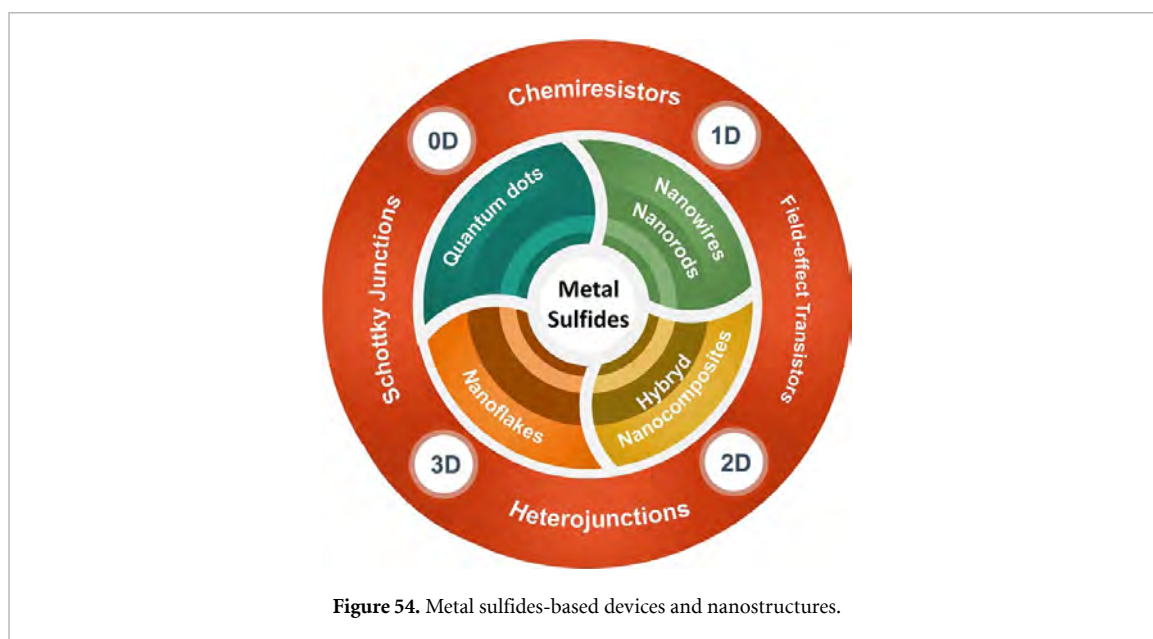 Chemiresistors
0D
1D
Quantum dots
Nanowires
Nanorods
Schottky Junctions
Metal
Sulfides
Field-effect Transistors
Nanoflakes
Hybryd
Nanocomposites
3D
2D
Heterojunctions
Figure 54. Metal sulfides-based devices and nanostructures.